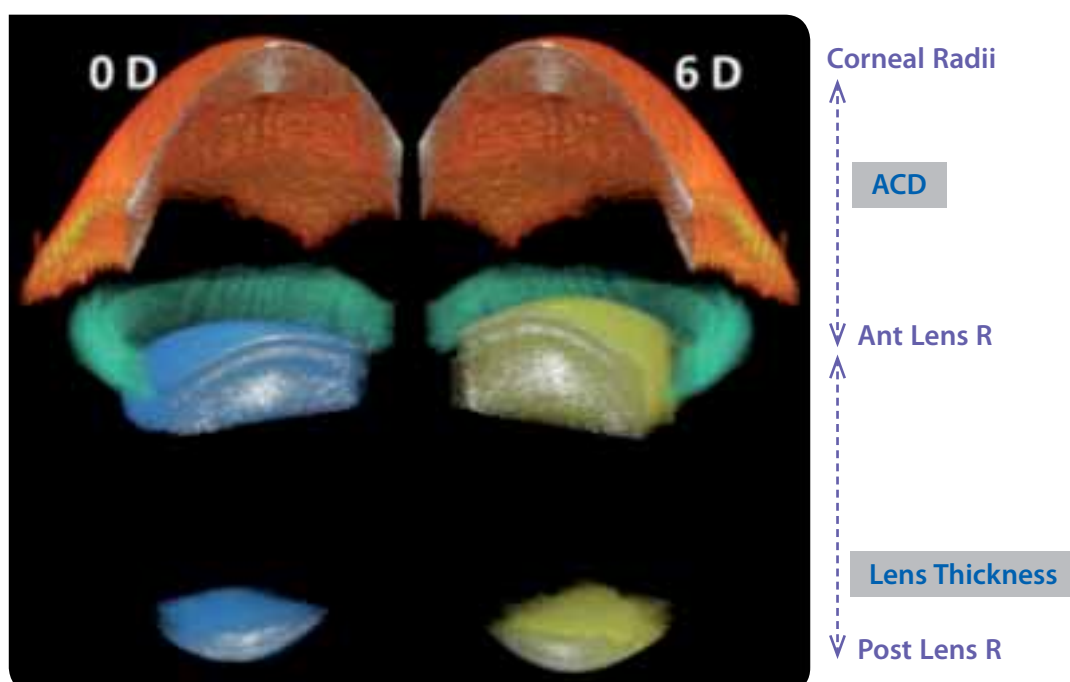 0 D
6 D
Corneal Radii
ACD
Ant Lens R
Lens Thickness
Post Lens R